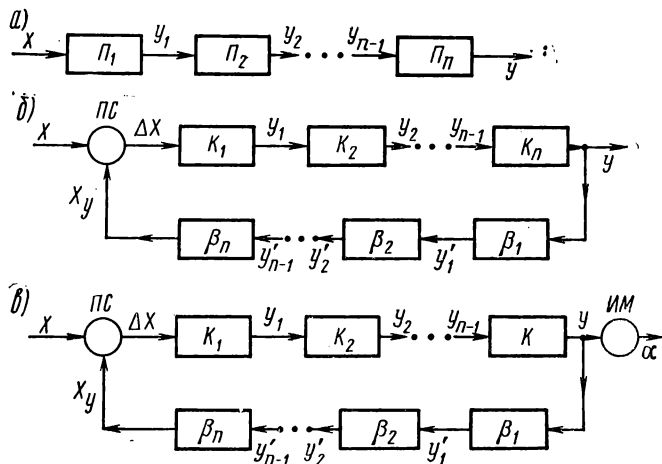 а)
X П₁ y₁ П₂ y₂ yₙ₋₁ Пₙ y
б)
ПС
X ΔX K₁ y₁ K₂ y₂ yₙ₋₁ Kₙ y
Xy βₙ y'ₙ₋₁ y'₂ β₂ y'₁ β₁
в)
ПС ИМ
X ΔX K₁ y₁ K₂ y₂ yₙ₋₁ K y α
Xy βₙ y'ₙ₋₁ y'₂ β₂ y'₁ β₁